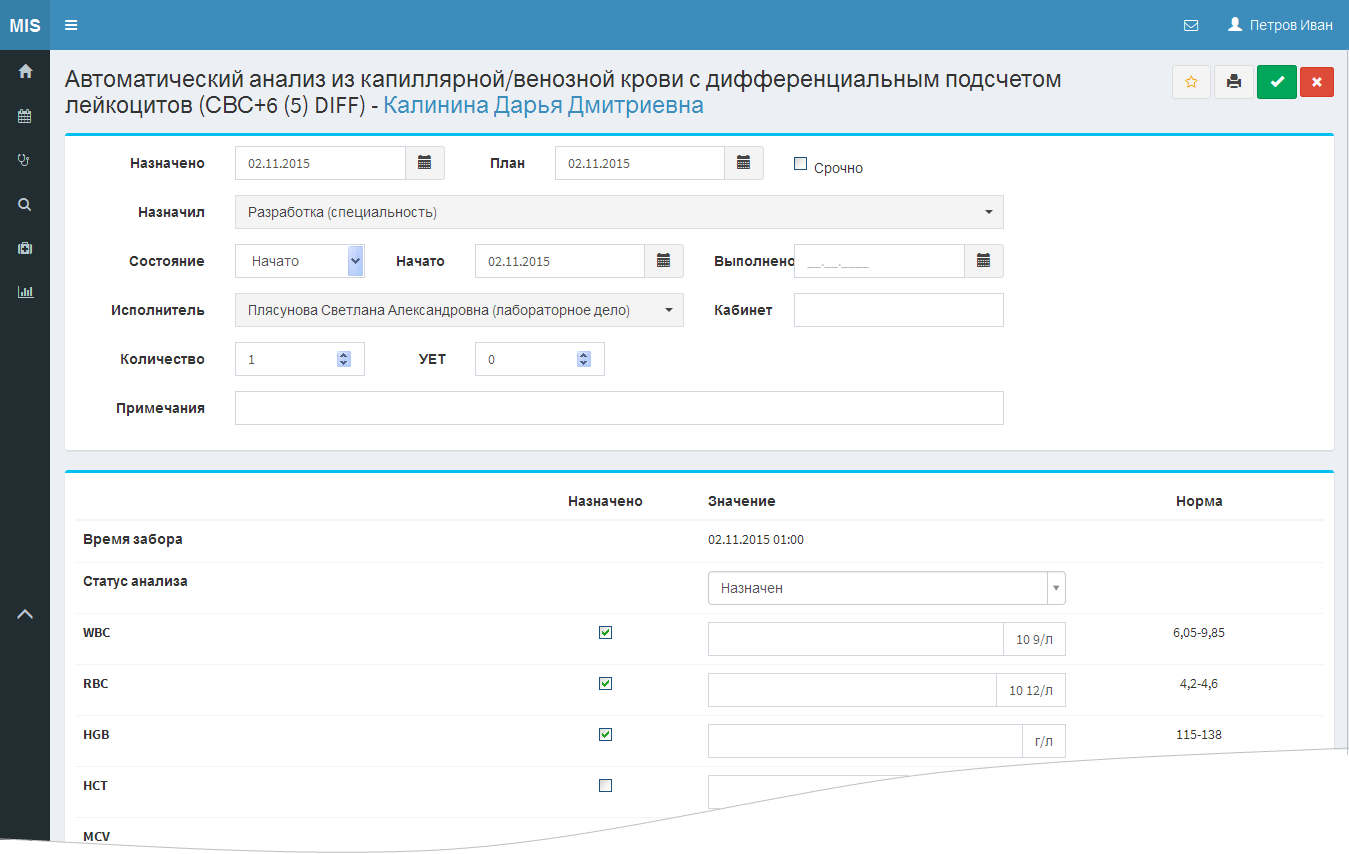 MIS
Петров Иван
Автоматический анализ из капиллярной/венозной крови с дифференциальным подсчетом
лейкоцитов (CBC+6 (5) DIFF) - Калинина Дарья Дмитриевна
Назначено 02.11.2015 План 02.11.2015 Срочно
Назначил Разработка (специальность)
Состояние Начато Начато 02.11.2015 Выполнено __.__.____
Исполнитель Плясунова Светлана Александровна (лабораторное дело) Кабинет
Количество 1 УЕТ 0
Примечания
Назначено Значение Норма
Время забора 02.11.2015 01:00
Статус анализа Назначен
WBC 10 9/л 6,05-9,85
RBC 10 12/л 4,2-4,6
HGB г/л 115-138
HCT
MCV